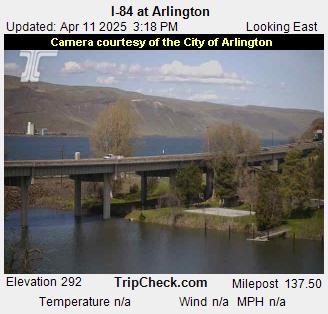 I-84 at Arlington
Updated: Apr 11 2025 3:18 PM Looking East
Camera courtesy of the City of Arlington
Elevation 292 TripCheck.com Milepost 137.50
Temperature n/a Wind n/a MPH n/a